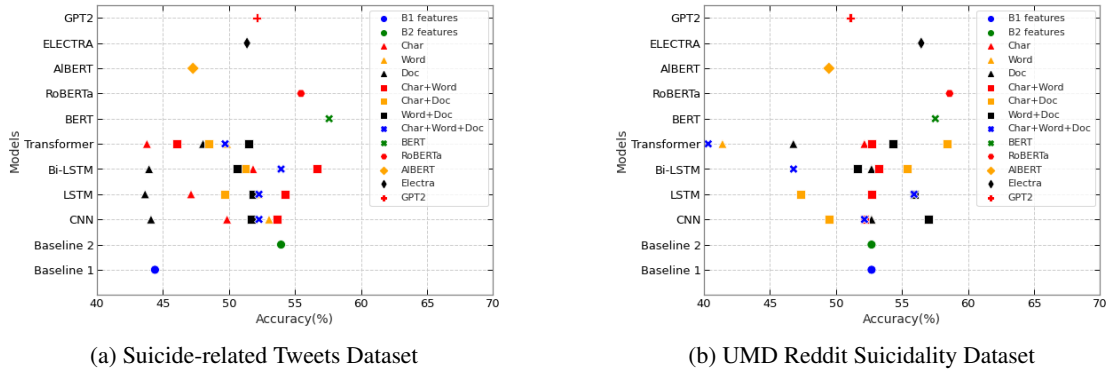 GPT2
ELECTRA
AlBERT
RoBERTa
BERT
Transformer
Bi-LSTM
LSTM
CNN
Baseline 2
Baseline 1
Models
40 45 50 55 60 65 70
Accuracy(%)
B1 features
B2 features
Char
Word
Doc
Char+Word
Char+Doc
Word+Doc
Char+Word+Doc
BERT
RoBERTa
AlBERT
Electra
GPT2
(a) Suicide-related Tweets Dataset
GPT2
ELECTRA
AlBERT
RoBERTa
BERT
Transformer
Bi-LSTM
LSTM
CNN
Baseline 2
Baseline 1
Models
40 45 50 55 60 65 70
Accuracy(%)
B1 features
B2 features
Char
Word
Doc
Char+Word
Char+Doc
Word+Doc
Char+Word+Doc
BERT
RoBERTa
AlBERT
Electra
GPT2
(b) UMD Reddit Suicidality Dataset